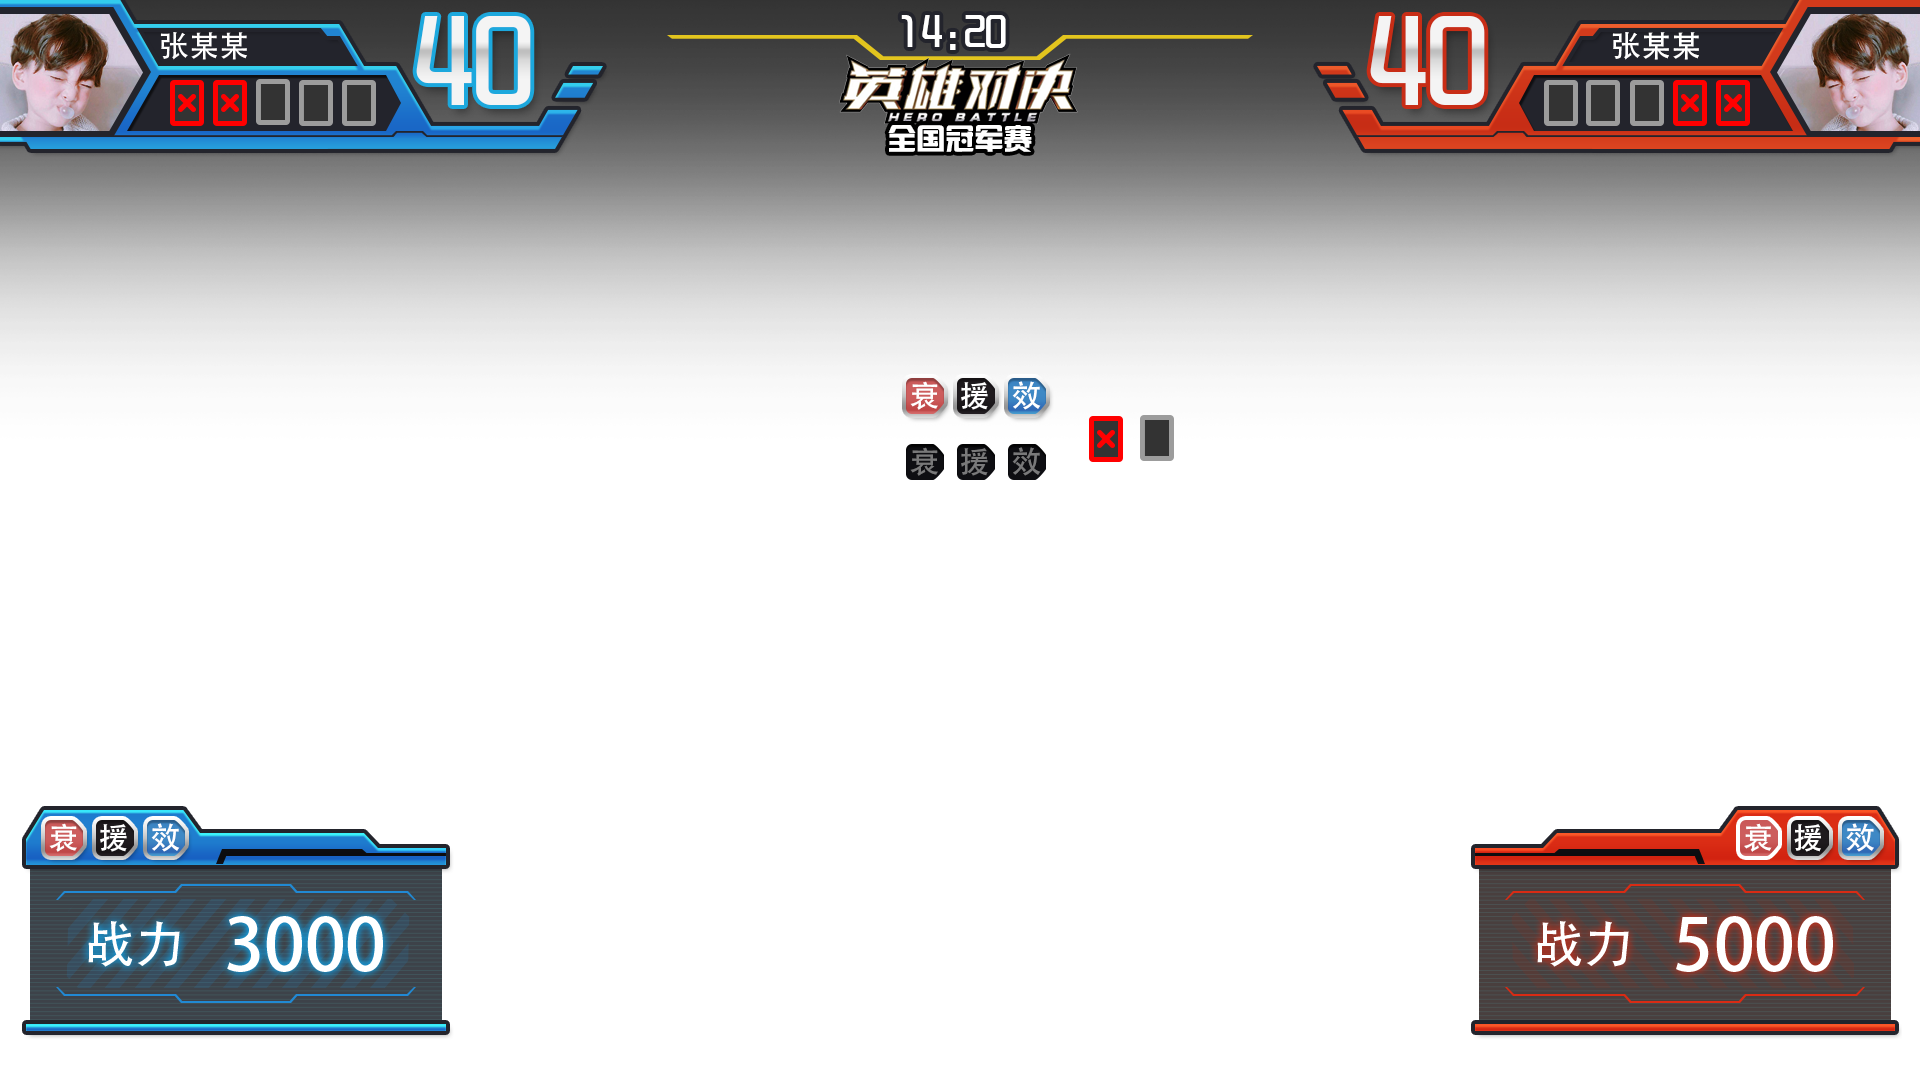 张某某
40
14:20
英雄对决
HERO BATTLE
全国冠军赛
40
张某某
衰 援 效
衰 援 效
衰 援 效
战力 3000
衰 援 效
战力 5000